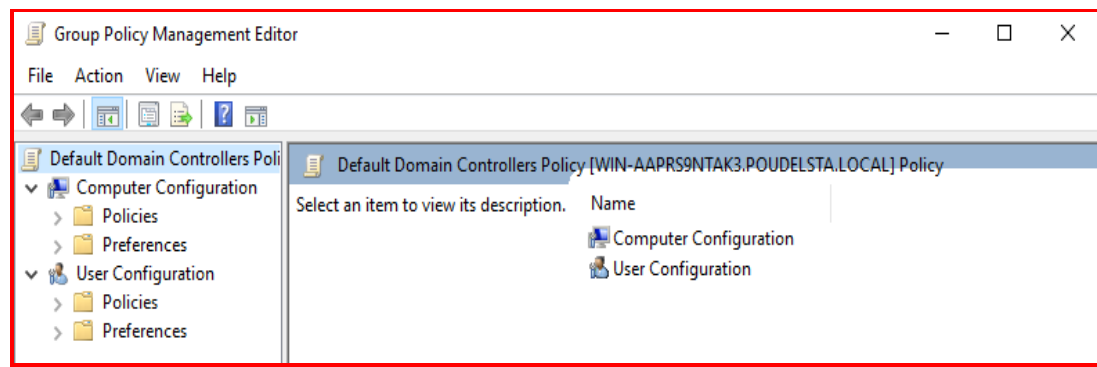 Group Policy Management Editor
File Action View Help
Default Domain Controllers Poli
Computer Configuration
Policies
Preferences
User Configuration
Policies
Preferences
Default Domain Controllers Policy [WIN-AAPRS9NTAK3.POUDELSTA.LOCAL] Policy
Select an item to view its description.
Name
Computer Configuration
User Configuration